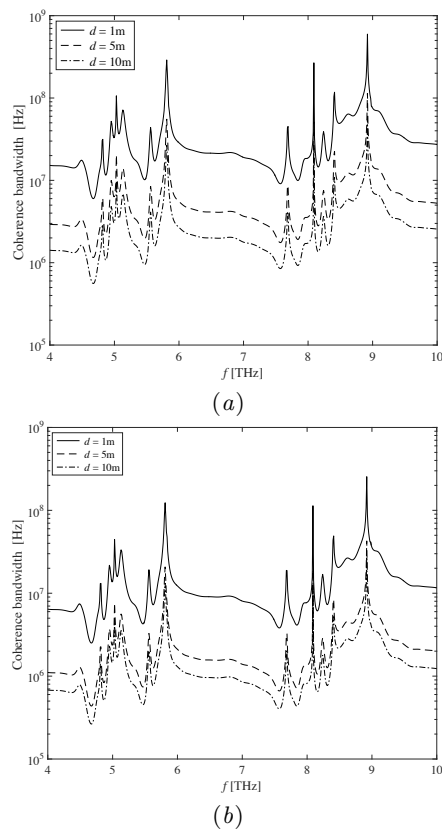 10^9
d = 1m
d = 5m
d = 10m
10^8
10^7
10^6
10^5
Coherence bandwidth [Hz]
4 5 6 7 8 9 10
f [THz]
(a)
10^9
d = 1m
d = 5m
d = 10m
10^8
10^7
10^6
10^5
Coherence bandwidth [Hz]
4 5 6 7 8 9 10
f [THz]
(b)